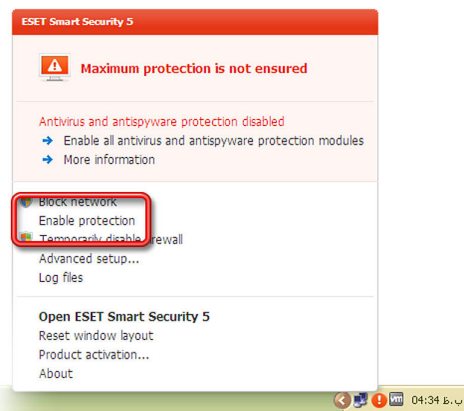 ESET Smart Security 5
Maximum protection is not ensured
Antivirus and antispyware protection disabled
Enable all antivirus and antispyware protection modules
More information
Block network
Enable protection
Temporarily disable firewall
Advanced setup...
Log files
Open ESET Smart Security 5
Reset window layout
Product activation...
About
04:34 ب.ظ